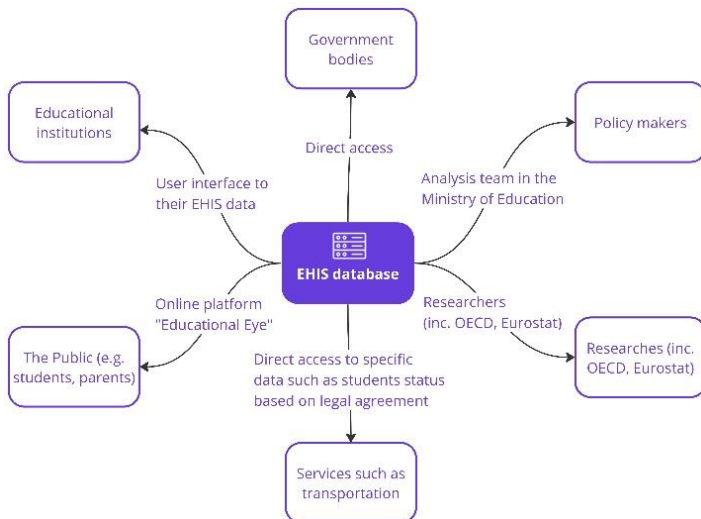 Government
bodies
Educational
institutions
Policy makers
Direct access
User interface to
their EHIS data
Analysis team in the
Ministry of Education
EHIS database
Online platform
"Educational Eye"
Researchers
(inc. OECD, Eurostat)
The Public (e.g.
students, parents)
Direct access to specific
data such as students status
based on legal agreement
Researches (inc.
OECD, Eurostat)
Services such as
transportation